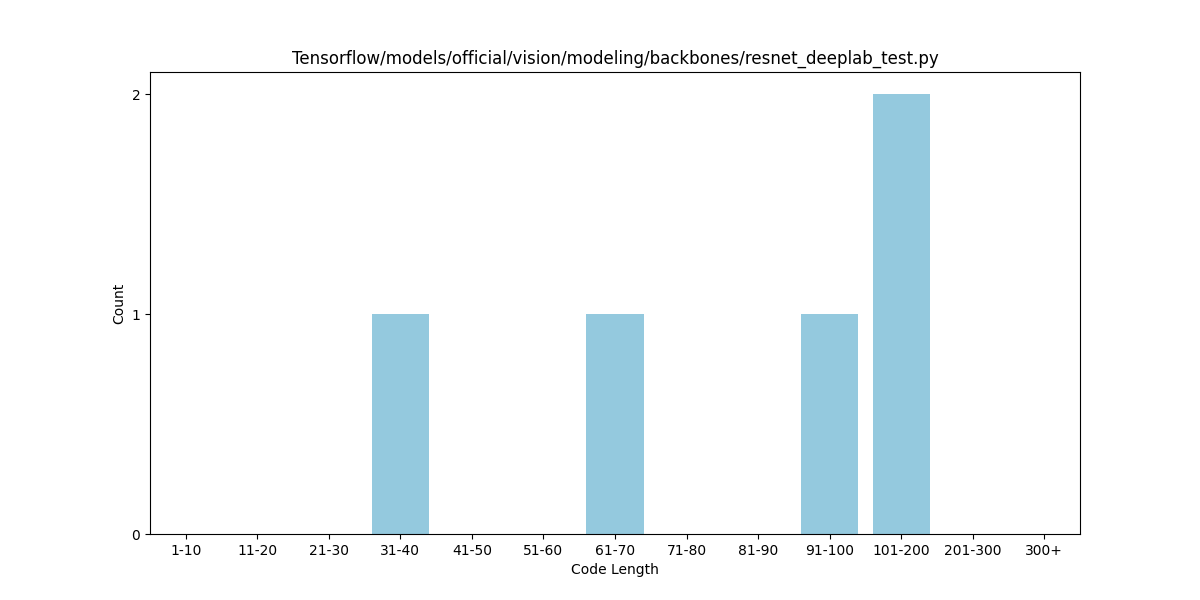 Tensorflow/models/official/vision/modeling/backbones/resnet_deeplab_test.py
2
1
0
Count
1-10 11-20 21-30 31-40 41-50 51-60 61-70 71-80 81-90 91-100 101-200 201-300 300+
Code Length